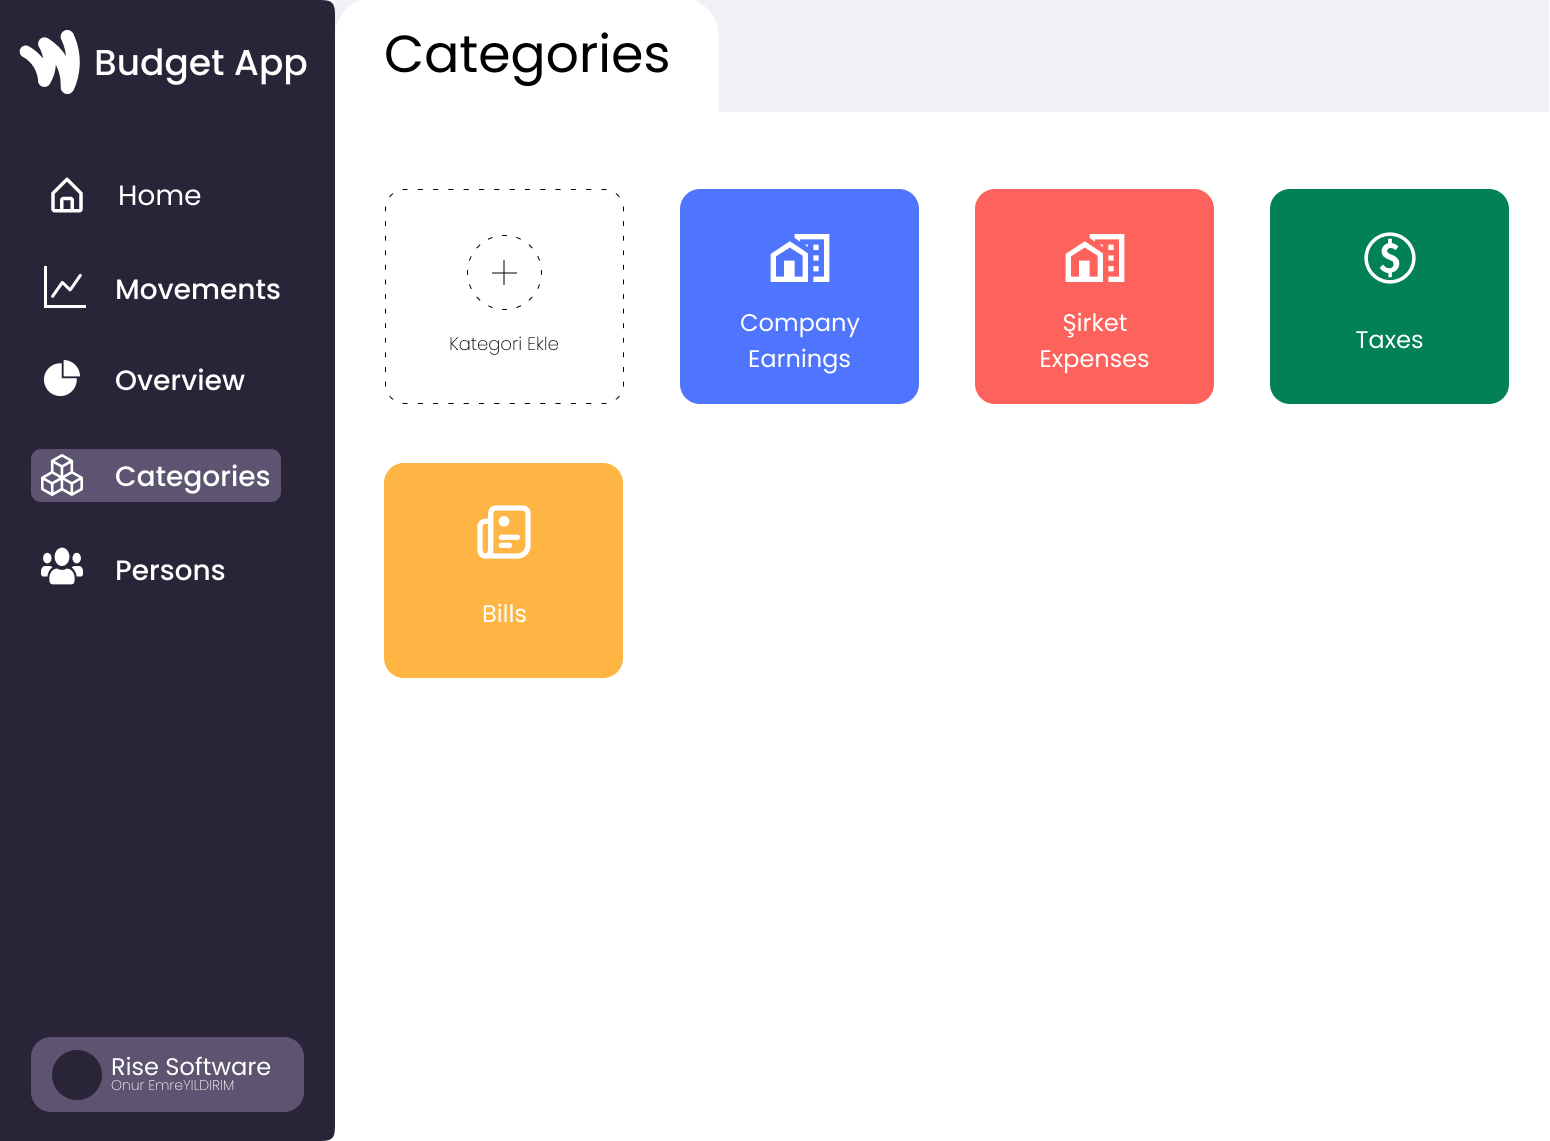 Budget App
Home
Movements
Overview
Categories
Persons
Rise Software
Onur EmreYILDIRIM
Categories
Kategori Ekle
Company
Earnings
Şirket
Expenses
Taxes
Bills